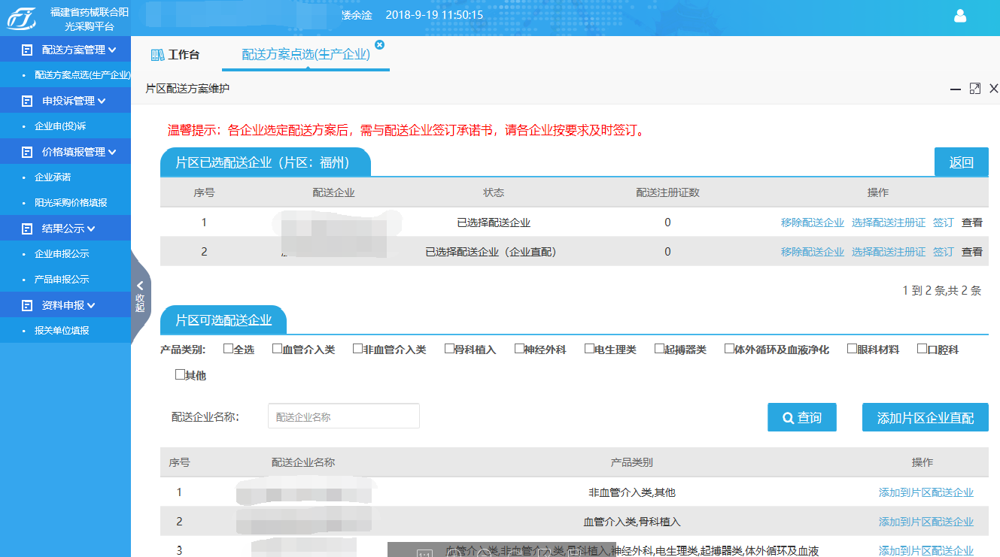 福建省药械联合阳
光采购平台
2018-9-19 11:50:15
配送方案管理
配送方案点选(生产企业)
申投诉管理
企业申(投)诉
价格填报管理
企业承诺
阳光采购价格填报
结果公示
企业申报公示
产品申报公示
资料申报
报关单位填报
收起
工作台 配送方案点选(生产企业)
片区配送方案维护
温馨提示：各企业选定配送方案后，需与配送企业签订承诺书，请各企业按要求及时签订。
片区已选配送企业（片区：福州） 返回
序号 配送企业 状态 配送注册证数 操作
1 已选择配送企业 0 移除配送企业 选择配送注册证 签订 查看
2 已选择配送企业（企业直配） 0 移除配送企业 选择配送注册证 签订 查看
1 到 2 条,共 2 条
片区可选配送企业
产品类别: 全选 血管介入类 非血管介入类 骨科植入 神经外科 电生理类 起搏器类 体外循环及血液净化 眼科材料 口腔科
其他
配送企业名称: 配送企业名称 查询 添加片区企业直配
序号 配送企业名称 产品类别 操作
1 非血管介入类,其他 添加到片区配送企业
2 血管介入类,骨科植入 添加到片区配送企业
3 血管介入类,非血管介入类,骨科植入,神经外科,电生理类,起搏器类,体外循环及血液 添加到片区配送企业